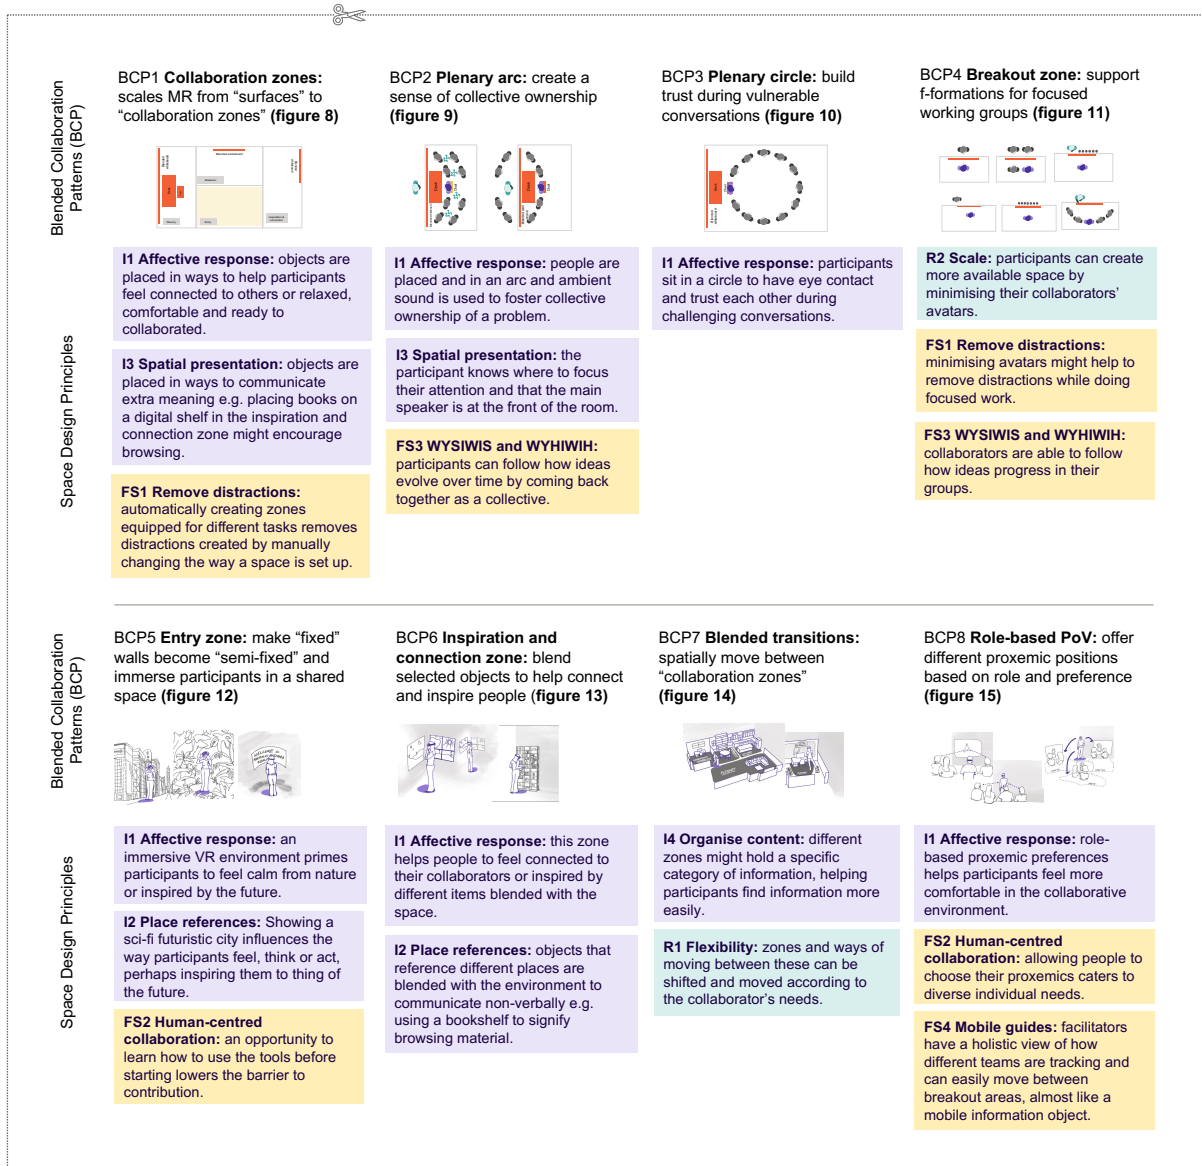 Blended Collaboration
Patterns (BCP)
BCP1 Collaboration zones:
scales MR from “surfaces” to
“collaboration zones” (figure 8)
BCP2 Plenary arc: create a
sense of collective ownership
(figure 9)
BCP3 Plenary circle: build
trust during vulnerable
conversations (figure 10)
BCP4 Breakout zone: support
f-formations for focused
working groups (figure 11)
Space Design Principles
I1 Affective response: objects are
placed in ways to help participants
feel connected to others or relaxed,
comfortable and ready to
collaborated.
I3 Spatial presentation: objects are
placed in ways to communicate
extra meaning e.g. placing books on
a digital shelf in the inspiration and
connection zone might encourage
browsing.
FS1 Remove distractions:
automatically creating zones
equipped for different tasks removes
distractions created by manually
changing the way a space is set up.
I1 Affective response: people are
placed and in an arc and ambient
sound is used to foster collective
ownership of a problem.
I3 Spatial presentation: the
participant knows where to focus
their attention and that the main
speaker is at the front of the room.
FS3 WYSIWIS and WYHIWIH:
participants can follow how ideas
evolve over time by coming back
together as a collective.
I1 Affective response: participants
sit in a circle to have eye contact
and trust each other during
challenging conversations.
R2 Scale: participants can create
more available space by
minimising their collaborators’
avatars.
FS1 Remove distractions:
minimising avatars might help to
remove distractions while doing
focused work.
FS3 WYSIWIS and WYHIWIH:
collaborators are able to follow
how ideas progress in their
groups.
Blended Collaboration
Patterns (BCP)
BCP5 Entry zone: make “fixed”
walls become “semi-fixed” and
immerse participants in a shared
space (figure 12)
BCP6 Inspiration and
connection zone: blend
selected objects to help connect
and inspire people (figure 13)
BCP7 Blended transitions:
spatially move between
“collaboration zones”
(figure 14)
BCP8 Role-based PoV: offer
different proxemic positions
based on role and preference
(figure 15)
Space Design Principles
I1 Affective response: an
immersive VR environment primes
participants to feel calm from nature
or inspired by the future.
I2 Place references: Showing a
sci-fi futuristic city influences the
way participants feel, think or act,
perhaps inspiring them to thing of
the future.
FS2 Human-centred
collaboration: an opportunity to
learn how to use the tools before
starting lowers the barrier to
contribution.
I1 Affective response: this zone
helps people to feel connected to
their collaborators or inspired by
different items blended with the
space.
I2 Place references: objects that
reference different places are
blended with the environment to
communicate non-verbally e.g.
using a bookshelf to signify
browsing material.
I4 Organise content: different
zones might hold a specific
category of information, helping
participants find information more
easily.
R1 Flexibility: zones and ways of
moving between these can be
shifted and moved according to
the collaborator’s needs.
I1 Affective response: role-
based proxemic preferences
helps participants feel more
comfortable in the collaborative
environment.
FS2 Human-centred
collaboration: allowing people to
choose their proxemics caters to
diverse individual needs.
FS4 Mobile guides: facilitators
have a holistic view of how
different teams are tracking and
can easily move between
breakout areas, almost like a
mobile information object.